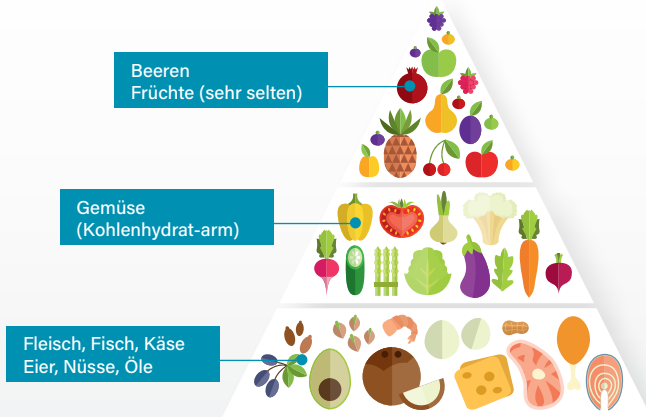 Beeren
Früchte (sehr selten)
Gemüse
(Kohlenhydrat-arm)
Fleisch, Fisch, Käse
Eier, Nüsse, Öle